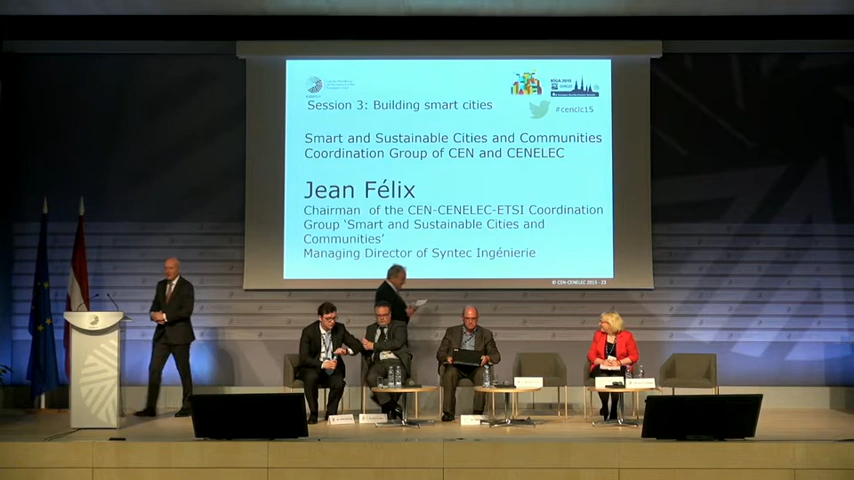 RIGA 2015
Session 3: Building smart cities
#cenclc15
Smart and Sustainable Cities and Communities
Coordination Group of CEN and CENELEC
Jean Félix
Chairman of the CEN-CENELEC-ETSI Coordination
Group ‘Smart and Sustainable Cities and
Communities’
Managing Director of Syntec Ingénierie
© CEN-CENELEC 2015 - 23